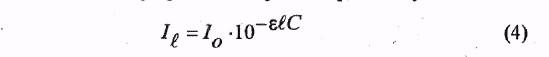 I_ℓ = I_o · 10^{-εℓC} (4)